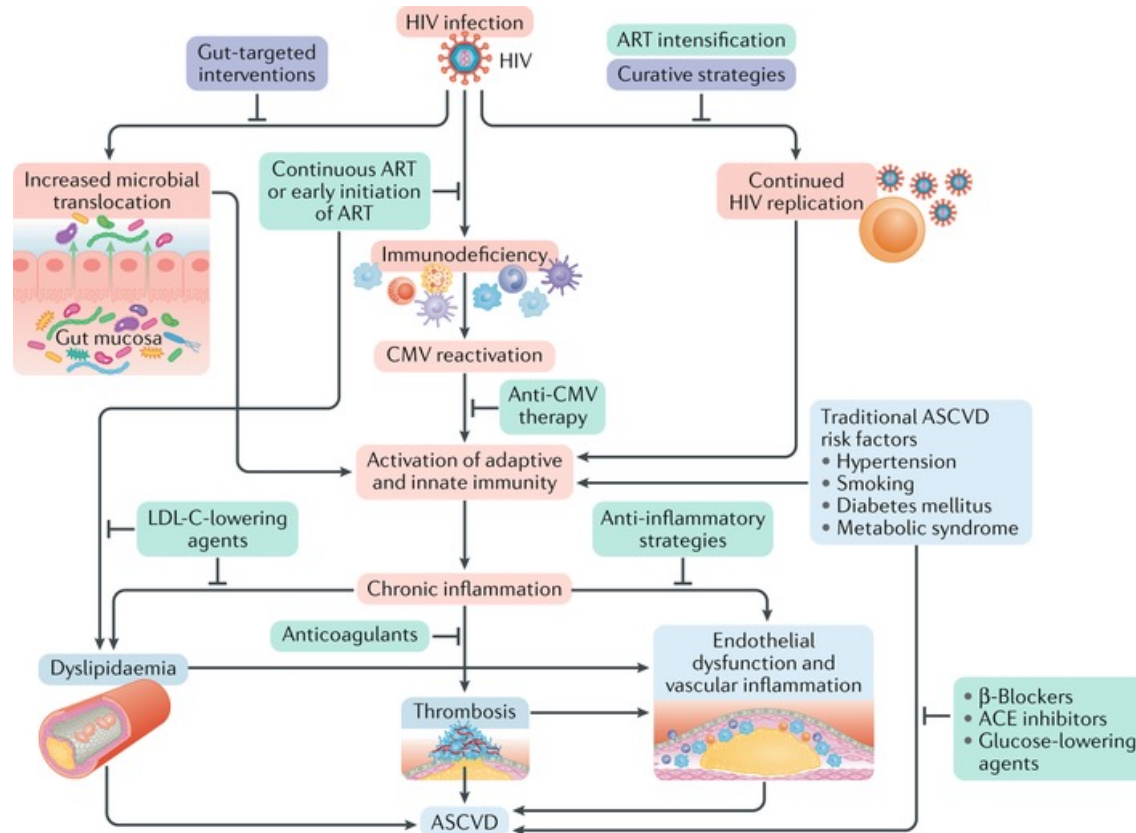 HIV infection
HIV
Gut-targeted
interventions
ART intensification
Curative strategies
Increased microbial
translocation
Continuous ART
or early initiation
of ART
Continued
HIV replication
Immunodeficiency
Gut mucosa
CMV reactivation
Anti-CMV
therapy
Traditional ASCVD
risk factors
• Hypertension
• Smoking
• Diabetes mellitus
• Metabolic syndrome
Activation of adaptive
and innate immunity
LDL-C-lowering
agents
Anti-inflammatory
strategies
Chronic inflammation
Anticoagulants
Dyslipidaemia
Endothelial
dysfunction and
vascular inflammation
Thrombosis
• β-Blockers
• ACE inhibitors
• Glucose-lowering
agents
ASCVD